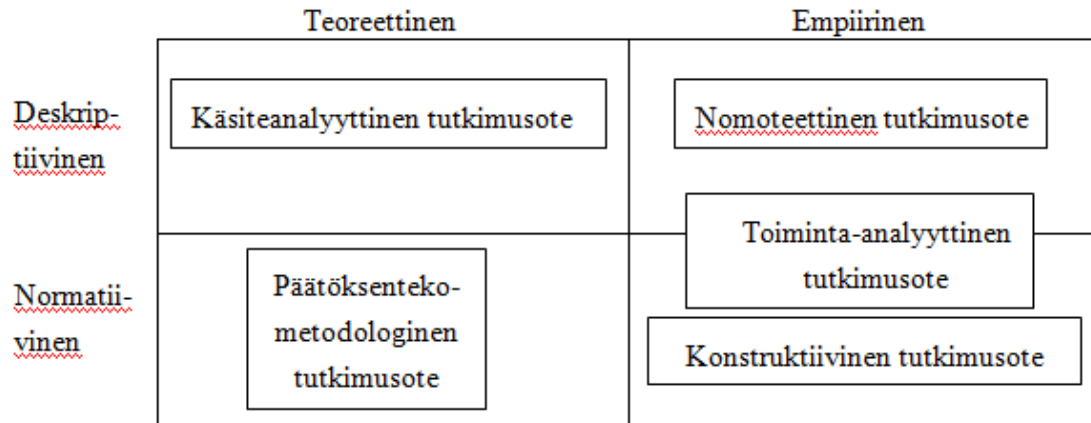 Teoreettinen
Empiirinen
Deskrip-
tiivinen
Käsiteanalyyttinen tutkimusote
Nomoteettinen tutkimusote
Toiminta-analyyttinen
tutkimusote
Normatii-
vinen
Päätöksenteko-
metodologinen
tutkimusote
Konstruktiivinen tutkimusote